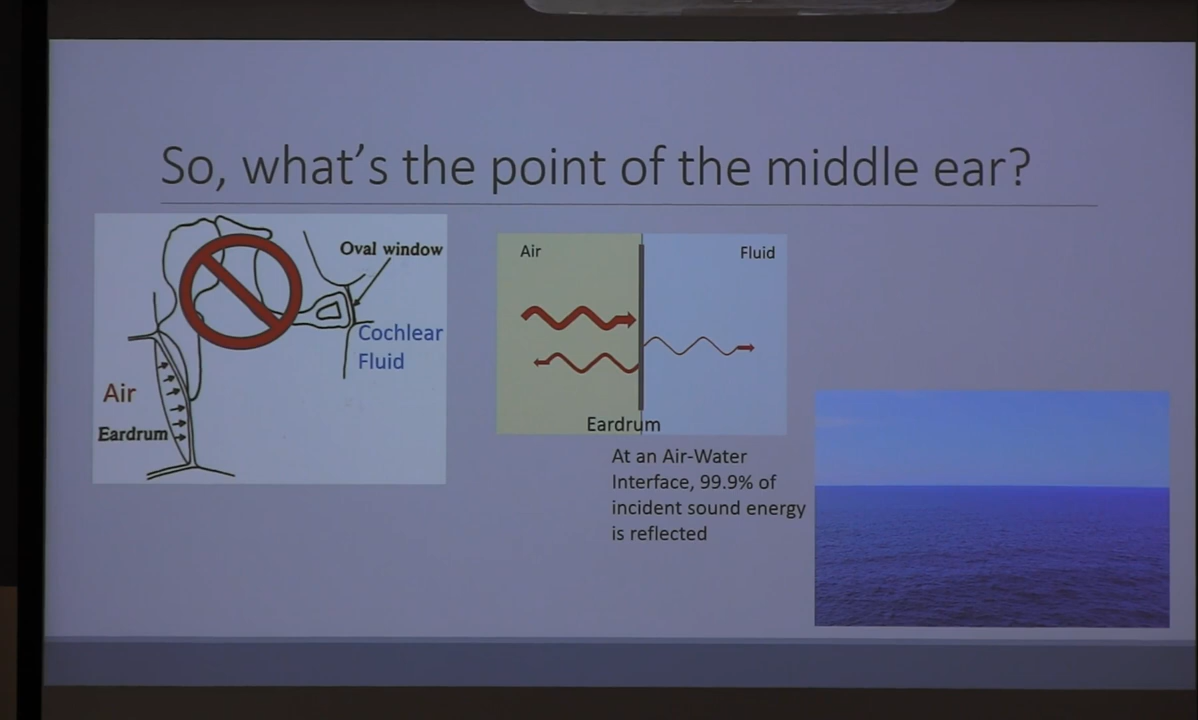 So, what's the point of the middle ear?
Oval window
Cochlear
Fluid
Air
Eardrum
Air
Fluid
Eardrum
At an Air-Water
Interface, 99.9% of
incident sound energy
is reflected